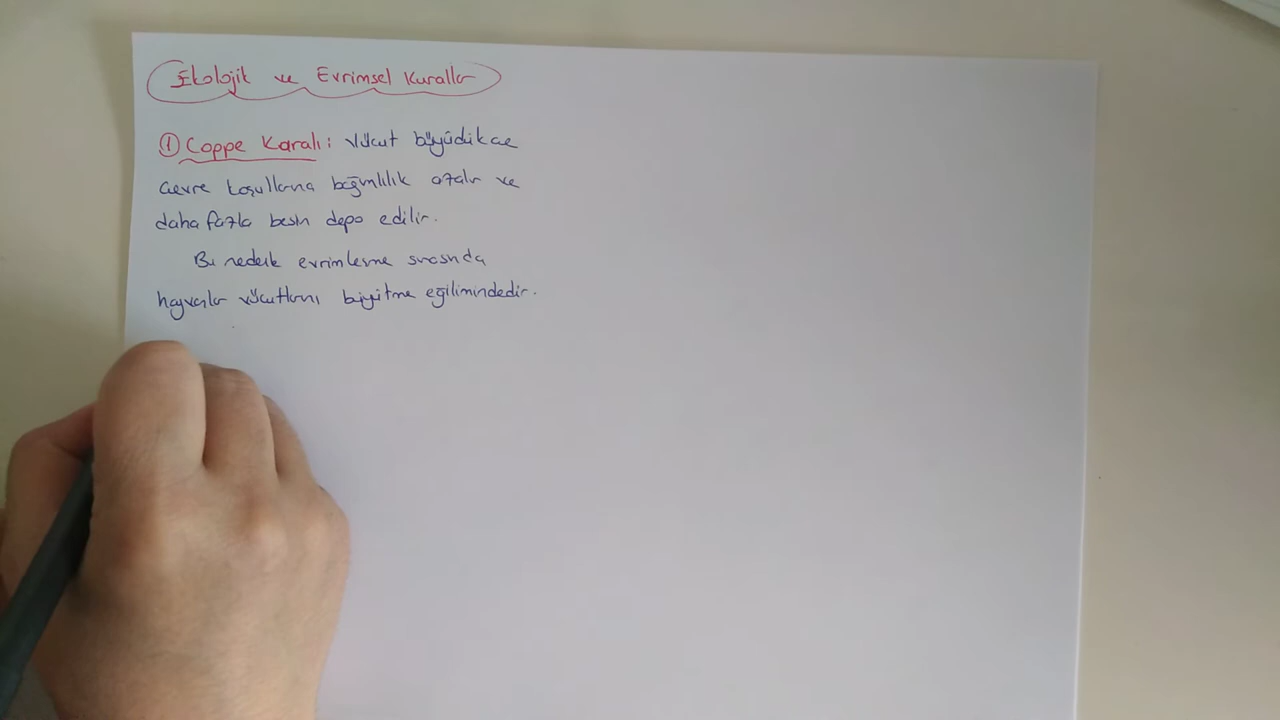 Ekolojik ve Evrimsel Kurallar
① Coppe Karalı: Vücut büyüdükçe
çevre koşullarına bağımlılık azalır ve
daha fazla besin depo edilir.
Bu nedenle evrimleşme sırasında
hayvanlar vücutlarını büyütme eğilimindedir.